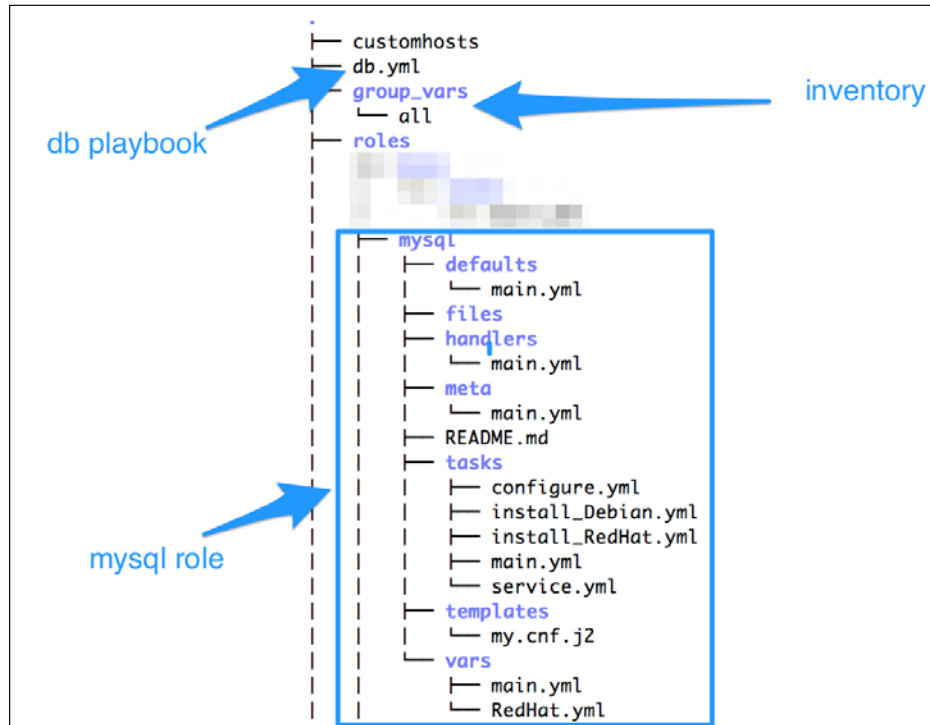 .
├── customhosts
├── db.yml
├── group_vars
│   └── all
├── roles
├── mysql
├── defaults
└── main.yml
├── files
├── handlers
└── main.yml
├── meta
└── main.yml
├── README.md
├── tasks
├── configure.yml
├── install_Debian.yml
├── install_RedHat.yml
├── main.yml
└── service.yml
├── templates
└── my.cnf.j2
└── vars
├── main.yml
└── RedHat.yml
inventory
db playbook
mysql role